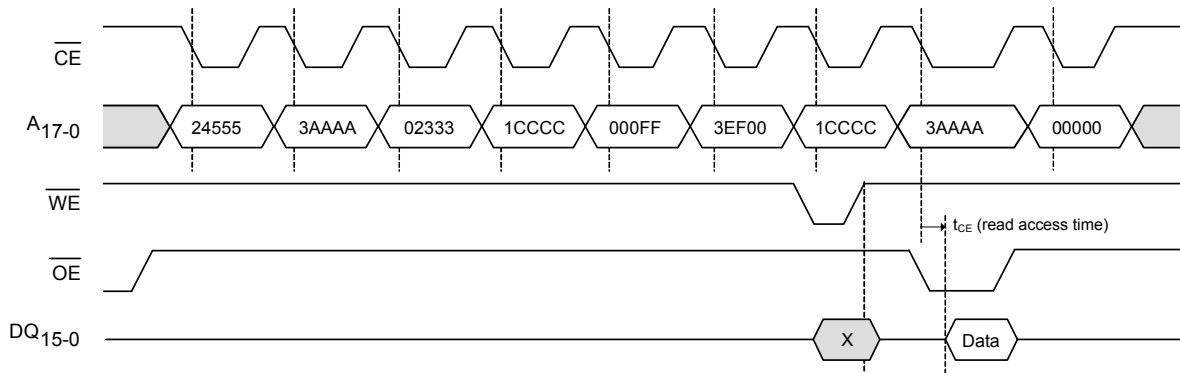 CE
A17-0 24555 3AAAA 02333 1CCCC 000FF 3EF00 1CCCC 3AAAA 00000
WE
tCE (read access time)
OE
DQ15-0 X Data